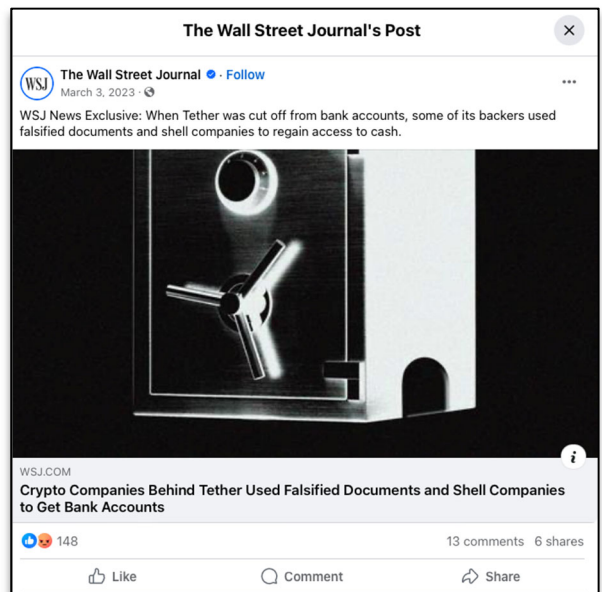 The Wall Street Journal's Post
WSJ
The Wall Street Journal · Follow
March 3, 2023 ·
WSJ News Exclusive: When Tether was cut off from bank accounts, some of its backers used
falsified documents and shell companies to regain access to cash.
i
WSJ.COM
Crypto Companies Behind Tether Used Falsified Documents and Shell Companies
to Get Bank Accounts
148
13 comments 6 shares
Like Comment Share